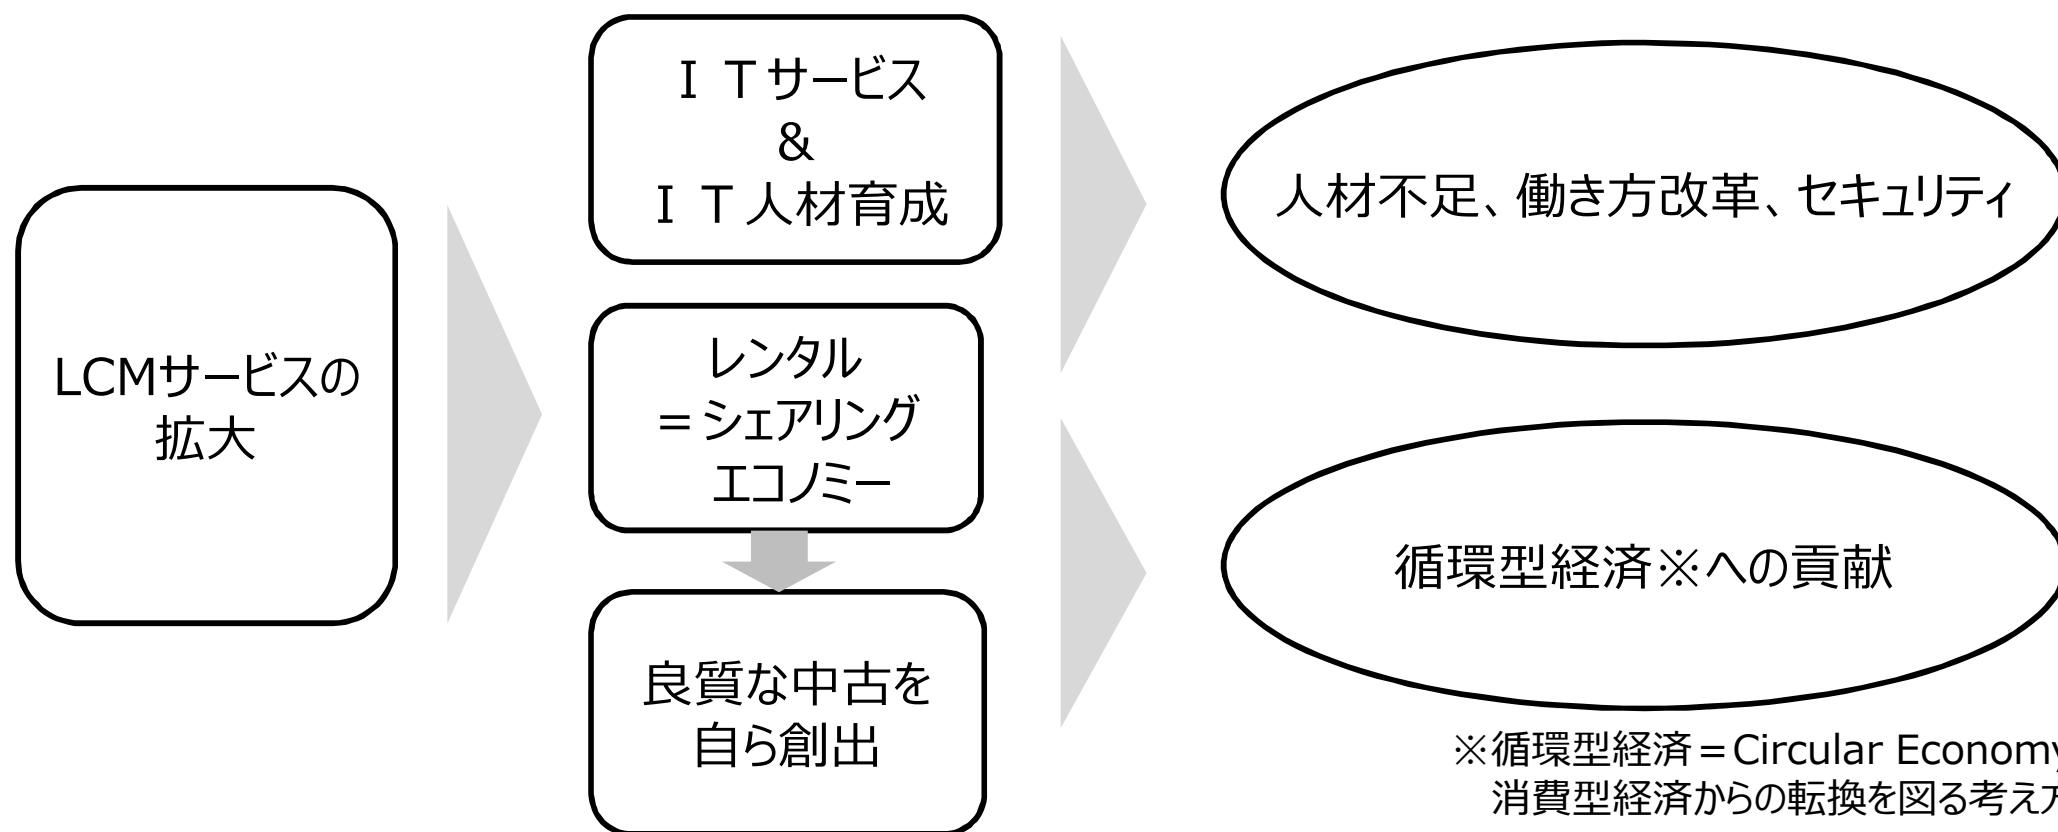 LCMサービスの
拡大
ＩＴサービス
&
ＩＴ人材育成
レンタル
＝シェアリング
エコノミー
良質な中古を
自ら創出
人材不足、働き方改革、セキュリティ
循環型経済※への貢献
※循環型経済＝Circular Economy
消費型経済からの転換を図る考え方